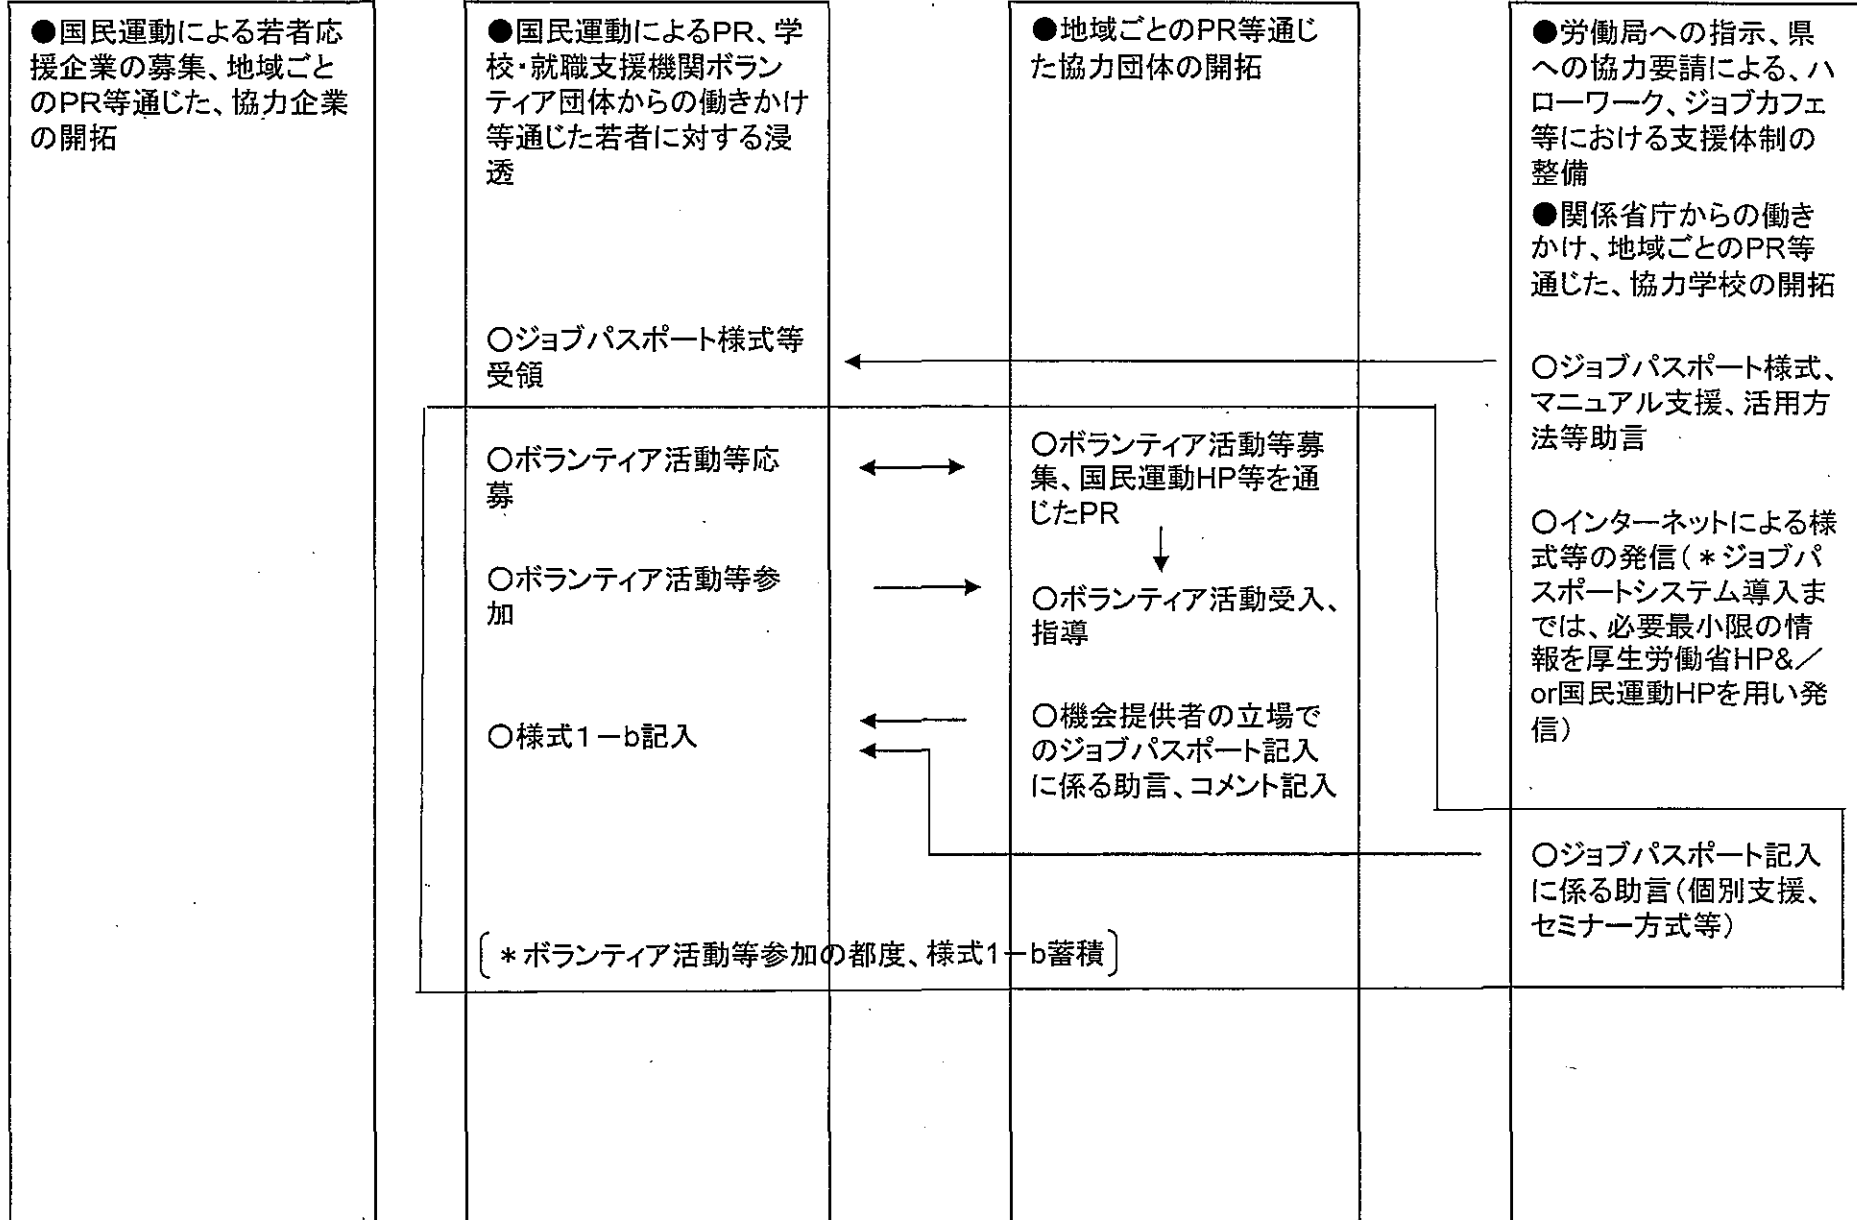 ●国民運動による若者応
援企業の募集、地域ごと
のPR等通じた、協力企業
の開拓
●国民運動によるPR、学
校・就職支援機関ボラン
ティア団体からの働きかけ
等通じた若者に対する浸
透
〇ジョブパスポート様式等
受領
〇ボランティア活動等応
募
〇ボランティア活動等参
加
〇様式1－b記入
[＊ボランティア活動等参加の都度、様式1－b蓄積]
●地域ごとのPR等通じ
た協力団体の開拓
〇ボランティア活動等募
集、国民運動HP等を通
じたPR
〇ボランティア活動受入、
指導
〇機会提供者の立場で
のジョブパスポート記入
に係る助言、コメント記入
●労働局への指示、県
への協力要請による、ハ
ローワーク、ジョブカフェ
等における支援体制の
整備
●関係省庁からの働き
かけ、地域ごとのPR等
通じた、協力学校の開拓
〇ジョブパスポート様式、
マニュアル支援、活用方
法等助言
〇インターネットによる様
式等の発信(＊ジョブパ
スポートシステム導入ま
では、必要最小限の情
報を厚生労働省HP&／
or国民運動HPを用い発
信)
〇ジョブパスポート記入
に係る助言(個別支援、
セミナー方式等)